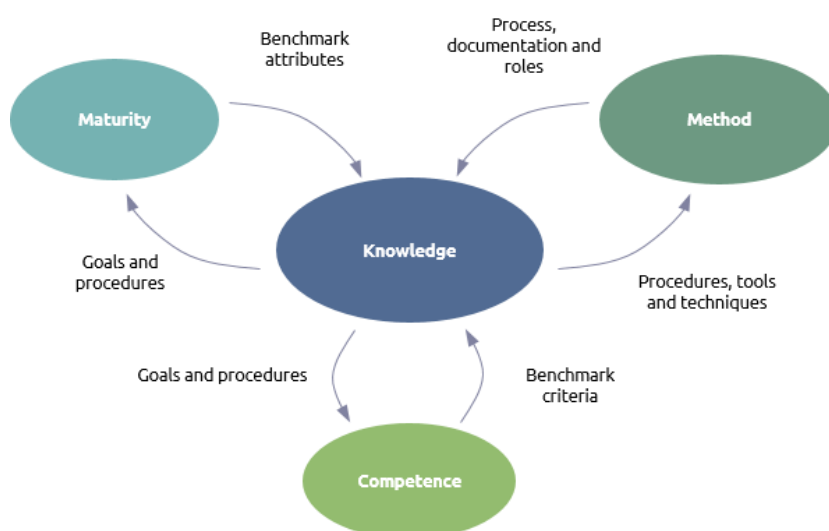 Benchmark
attributes
Process,
documentation and
roles
Maturity
Method
Knowledge
Goals and
procedures
Procedures, tools
and techniques
Goals and procedures
Benchmark
criteria
Competence